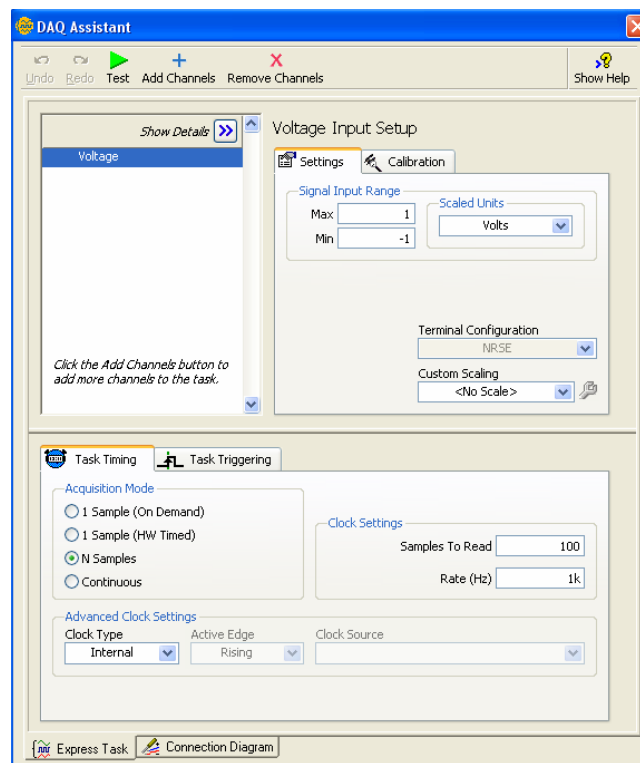 DAQ Assistant
Undo Redo Test Add Channels Remove Channels Show Help
Show Details
Voltage
Click the Add Channels button to
add more channels to the task.
Voltage Input Setup
Settings Calibration
Signal Input Range
Max 1
Min -1
Scaled Units
Volts
Terminal Configuration
NRSE
Custom Scaling
<No Scale>
Task Timing Task Triggering
Acquisition Mode
1 Sample (On Demand)
1 Sample (HW Timed)
N Samples
Continuous
Clock Settings
Samples To Read 100
Rate (Hz) 1k
Advanced Clock Settings
Clock Type Active Edge Clock Source
Internal Rising
Express Task Connection Diagram